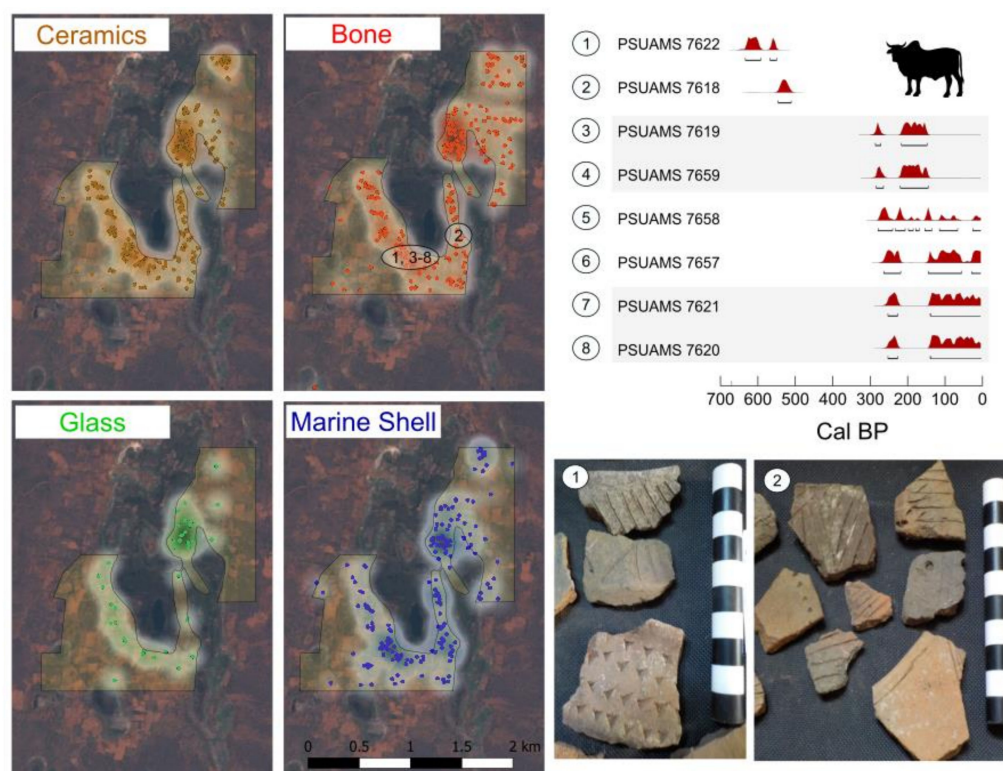 Ceramics
Bone
2
1, 3-8
Glass
Marine Shell
0 0.5 1 1.5 2 km
1 PSUAMS 7622
2 PSUAMS 7618
3 PSUAMS 7619
4 PSUAMS 7659
5 PSUAMS 7658
6 PSUAMS 7657
7 PSUAMS 7621
8 PSUAMS 7620
700 600 500 400 300 200 100 0
Cal BP
1
2